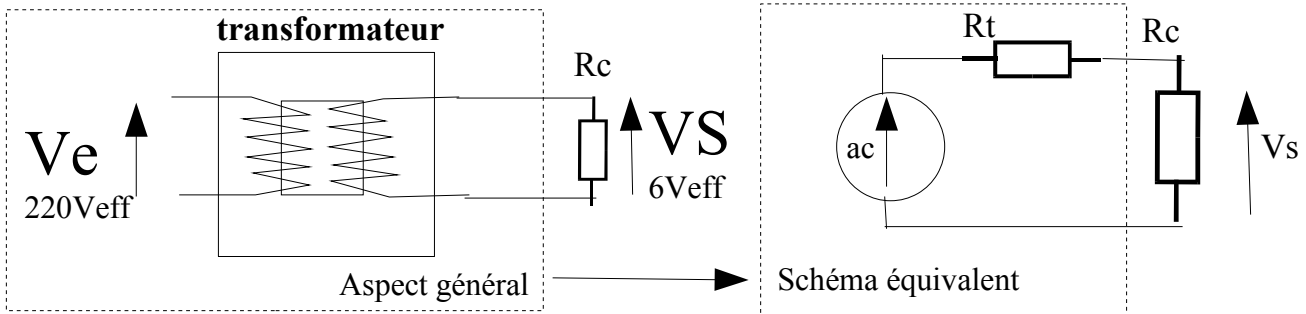 transformateur
Rc
Ve
220Veff
VS
6Veff
Aspect général
Rt
Rc
ac
Vs
Schéma équivalent